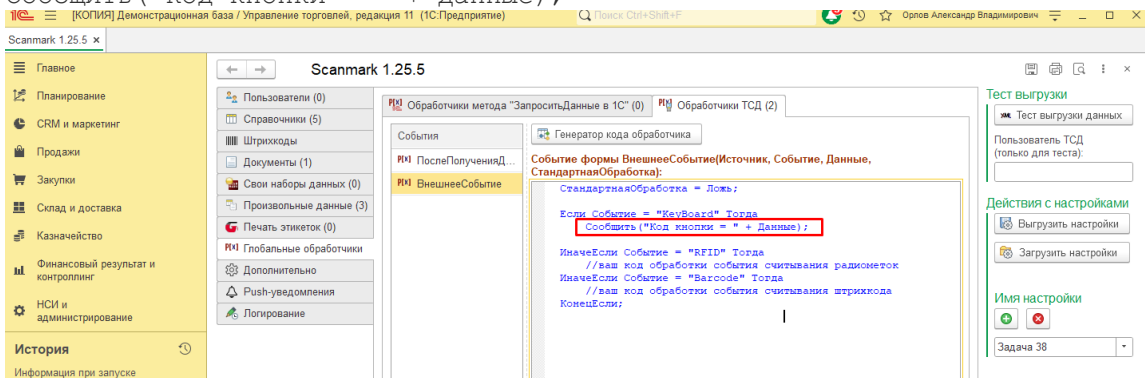 Сообщить("Код кнопки = " + Данные);
[КОПИЯ] Демонстрационная база / Управление торговлей, редакция 11 (1С:Предприятие)
Поиск Ctrl+Shift+F
Орлов Александр Владимирович
Scanmark 1.25.5 ×
Главное
Планирование
CRM и маркетинг
Продажи
Закупки
Склад и доставка
Казначейство
Финансовый результат и
контроллинг
НСИ и
администрирование
История
Информация при запуске
Scanmark 1.25.5
Пользователи (0)
Справочники (5)
Штрихкоды
Документы (1)
Свои наборы данных (0)
Произвольные данные (3)
Печать этикеток (0)
Глобальные обработчики
Дополнительно
Push-уведомления
Логирование
Обработчики метода "ЗапроситьДанные в 1С" (0)
Обработчики ТСД (2)
События
ПослеПолученияД...
ВнешнееСобытие
Генератор кода обработчика
Событие формы ВнешнееСобытие(Источник, Событие, Данные,
СтандартнаяОбработка):
СтандартнаяОбработка = Ложь;
Если Событие = "KeyBoard" Тогда
Сообщить("Код кнопки = " + Данные);
ИначеЕсли Событие = "RFID" Тогда
//ваш код обработки события считывания радиометок
ИначеЕсли Событие = "Barcode" Тогда
//ваш код обработки события считывания штрихкода
КонецЕсли;
Тест выгрузки
Тест выгрузки данных
Пользователь ТСД
(только для теста):
Действия с настройками
Выгрузить настройки
Загрузить настройки
Имя настройки
Задача 38